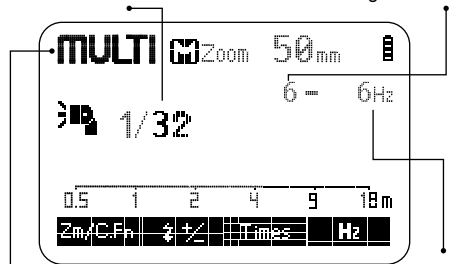 MULTI M Zoom 50mm
6 - 6Hz
1/32
0.5 1 2 4 9 18m
Zm/C.Fn +/- Times Hz